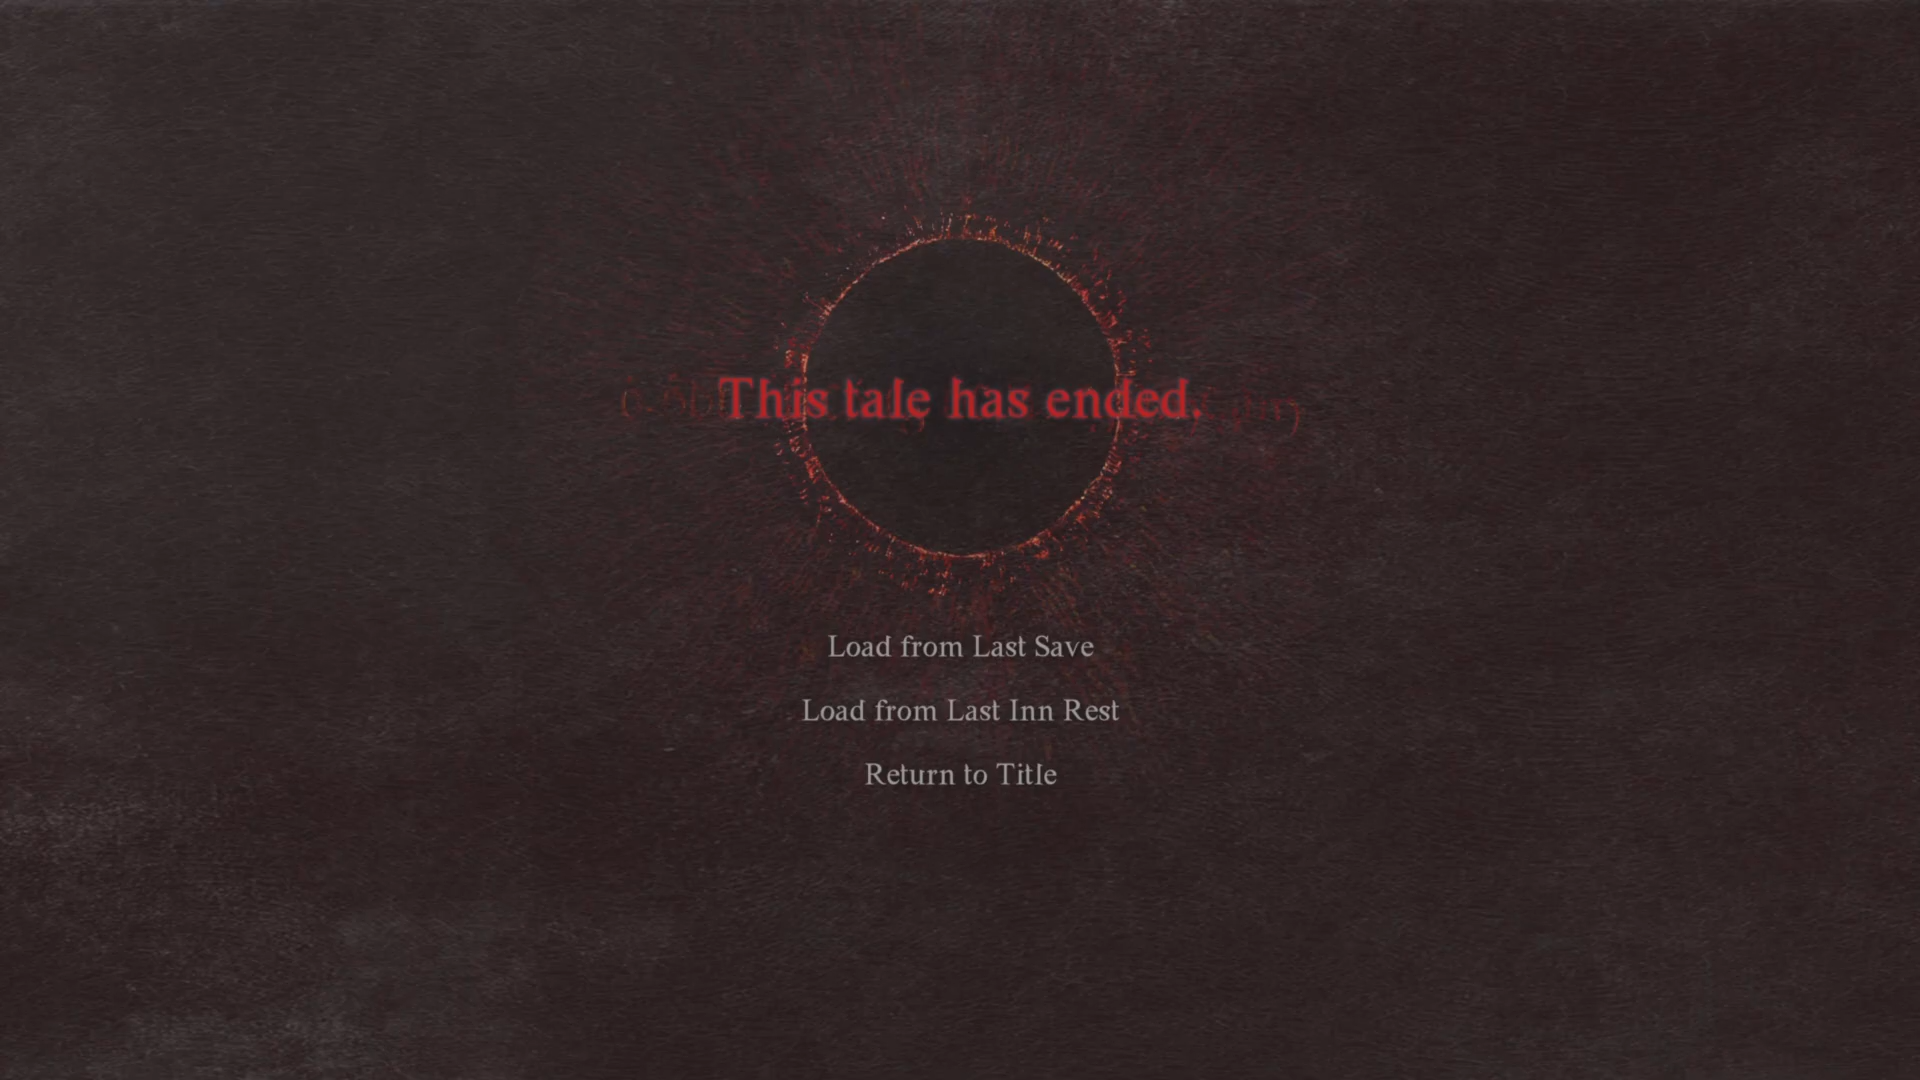 This tale has ended.
Load from Last Save
Load from Last Inn Rest
Return to Title